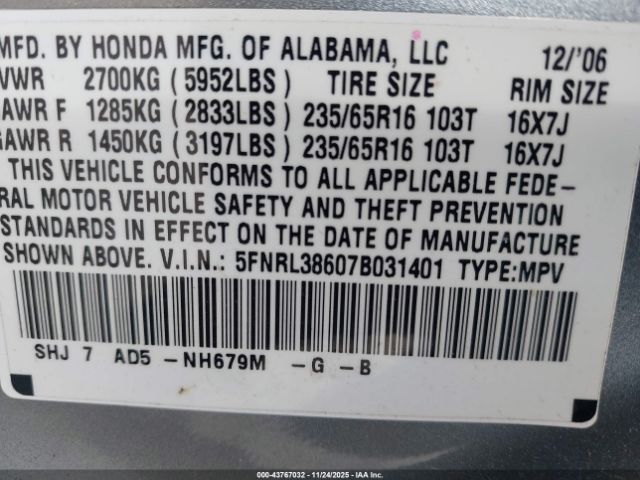 MFD. BY HONDA MFG. OF ALABAMA, LLC 12/'06
VWR 2700KG (5952LBS) TIRE SIZE RIM SIZE
AWR F 1285KG (2833LBS) 235/65R16 103T 16X7J
GAWR R 1450KG (3197LBS) 235/65R16 103T 16X7J
THIS VEHICLE CONFORMS TO ALL APPLICABLE FEDE-
RAL MOTOR VEHICLE SAFETY AND THEFT PREVENTION
STANDARDS IN EFFECT ON THE DATE OF MANUFACTURE
SHOWN ABOVE. V.I.N.: 5FNRL38607B031401 TYPE:MPV
SHJ 7 AD5 -NH679M -G -B
000-43767032 11/24/2025 IAAI.COM